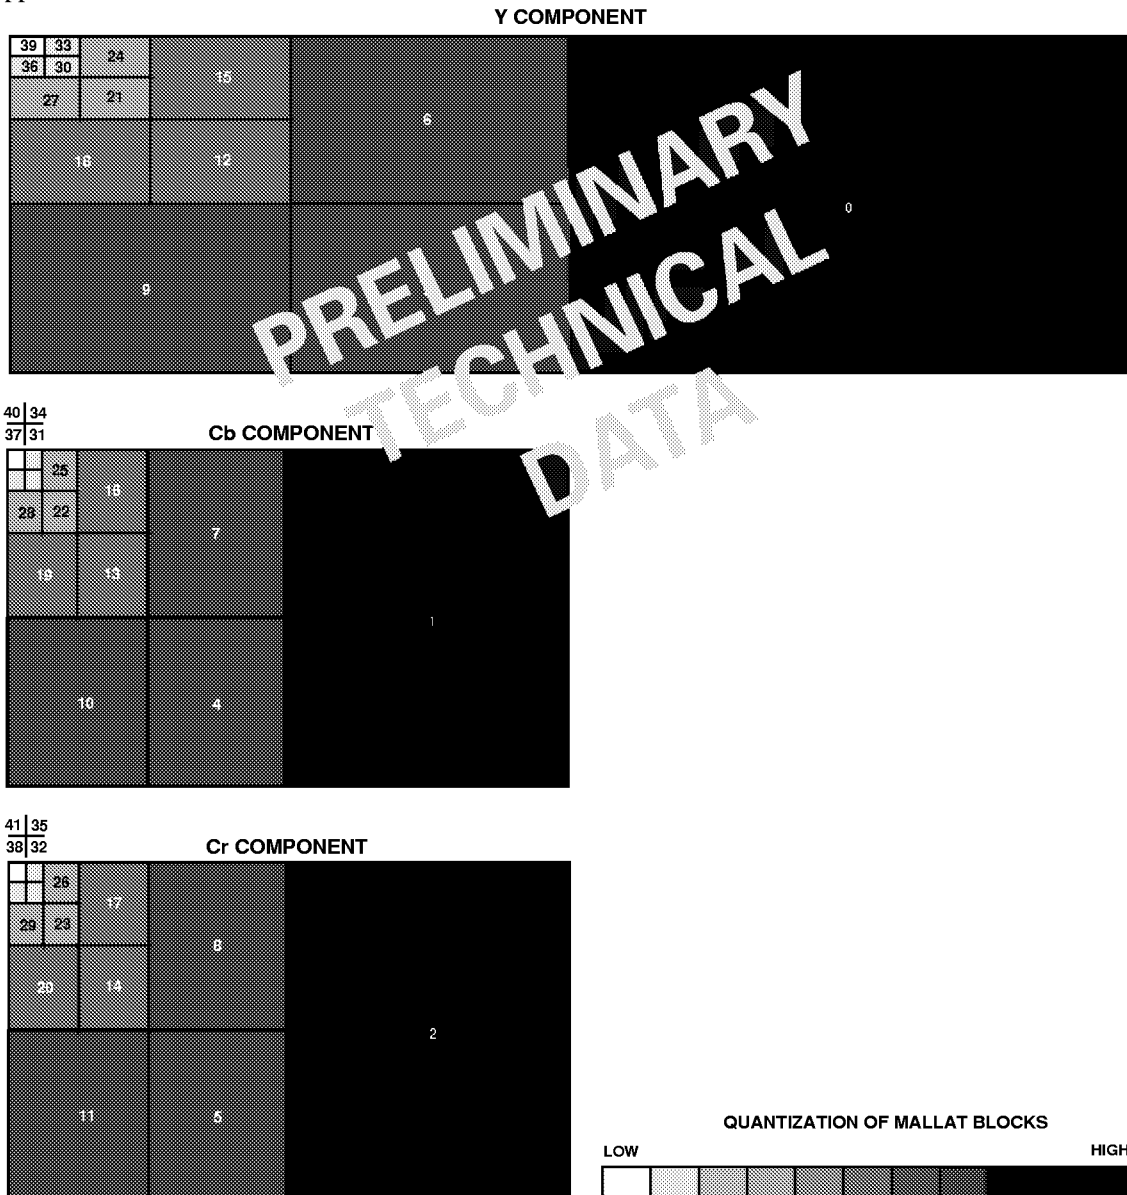 Y COMPONENT
39 33 24 15
36 30
27 21
6
18 12
0
9
PRELIMINARY
TECHNICAL
DATA
40 34
37 31
Cb COMPONENT
25 16
28 22
7
19 13
1
10 4
41 35
38 32
Cr COMPONENT
26 17
29 23
8
20 14
2
11 5
QUANTIZATION OF MALLAT BLOCKS
LOW HIGH